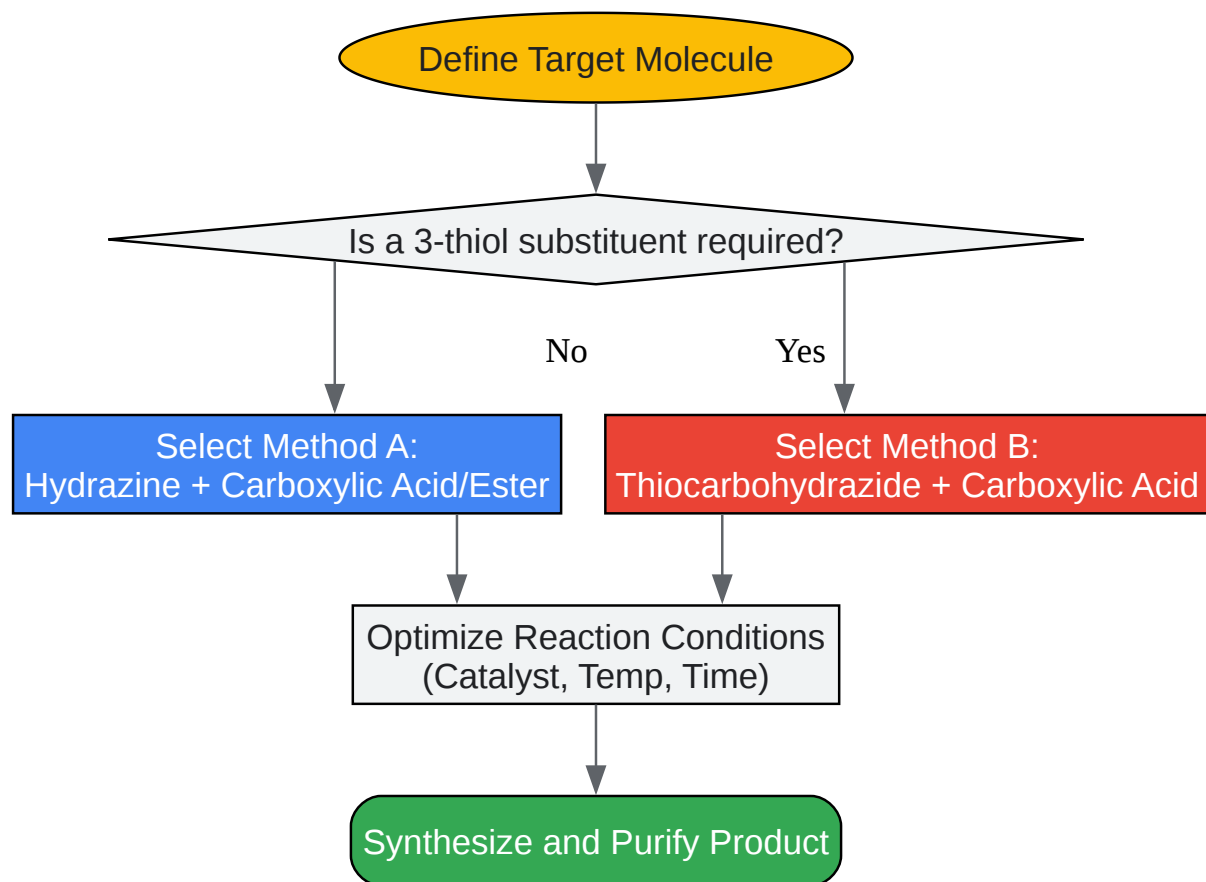 Define Target Molecule
Is a 3-thiol substituent required?
No
Yes
Select Method A:
Hydrazine + Carboxylic Acid/Ester
Select Method B:
Thiocarbohydrazide + Carboxylic Acid
Optimize Reaction Conditions
(Catalyst, Temp, Time)
Synthesize and Purify Product